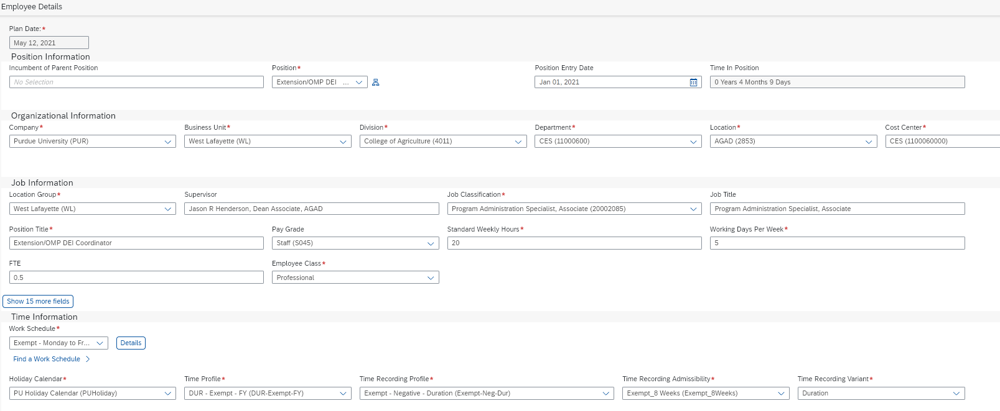 Employee Details
Plan Date:*
May 12, 2021
Position Information
Incumbent of Parent Position Position* Position Entry Date Time In Position
No Selection Extension/OMP DEI ... Jan 01, 2021 0 Years 4 Months 9 Days
Organizational Information
Company* Business Unit* Division* Department* Location* Cost Center*
Purdue University (PUR) West Lafayette (WL) College of Agriculture (4011) CES (11000600) AGAD (2853) CES (1100060000)
Job Information
Location Group* Supervisor Job Classification* Job Title
West Lafayette (WL) Jason R Henderson, Dean Associate, AGAD Program Administration Specialist, Associate (20002085) Program Administration Specialist, Associate
Position Title* Pay Grade Standard Weekly Hours* Working Days Per Week*
Extension/OMP DEI Coordinator Staff (S045) 20 5
FTE Employee Class*
0.5 Professional
Show 15 more fields
Time Information
Work Schedule*
Exempt - Monday to Fr... Details
Find a Work Schedule
Holiday Calendar* Time Profile* Time Recording Profile* Time Recording Admissibility* Time Recording Variant*
PU Holiday Calendar (PUHoliday) DUR - Exempt - FY (DUR-Exempt-FY) Exempt - Negative - Duration (Exempt-Neg-Dur) Exempt_8 Weeks (Exempt_8Weeks) Duration